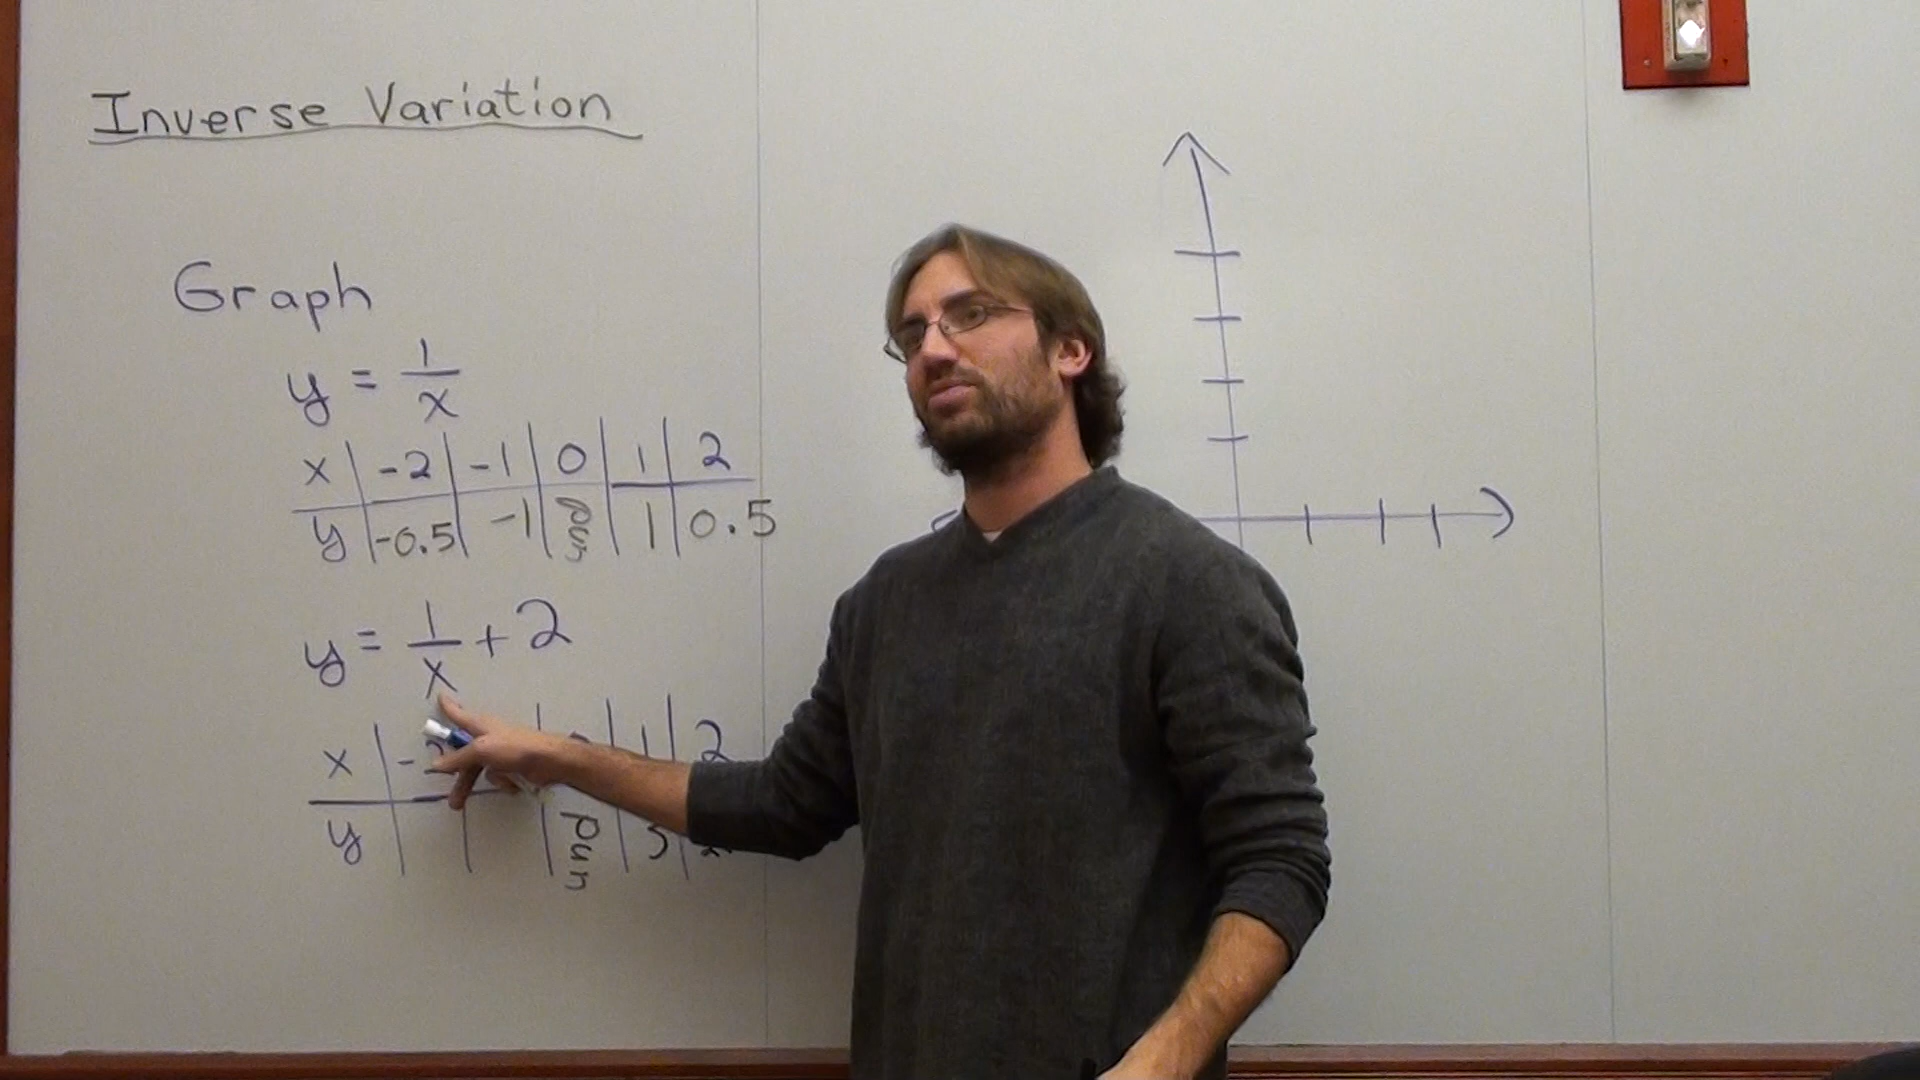 Inverse Variation
Graph
y = 1/x
x | -2 | -1 | 0 | 1 | 2
y | -0.5 | -1 | und | 1 | 0.5
y = 1/x + 2
x | -2 | 1 | 2
y | und | 3